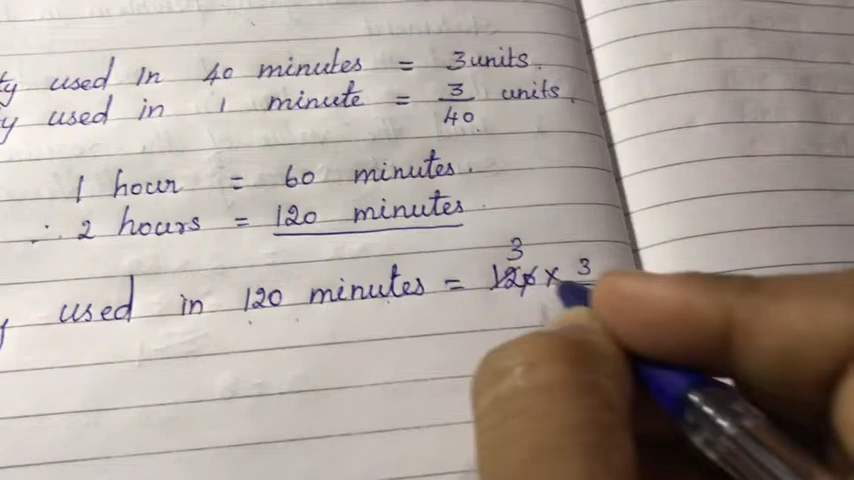 used in 40 minutes = 3 units.
used in 1 minute = 3/40 units.
1 hour = 60 minutes.
∴ 2 hours = 120 minutes.
3
used in 120 minutes = 120 × 3